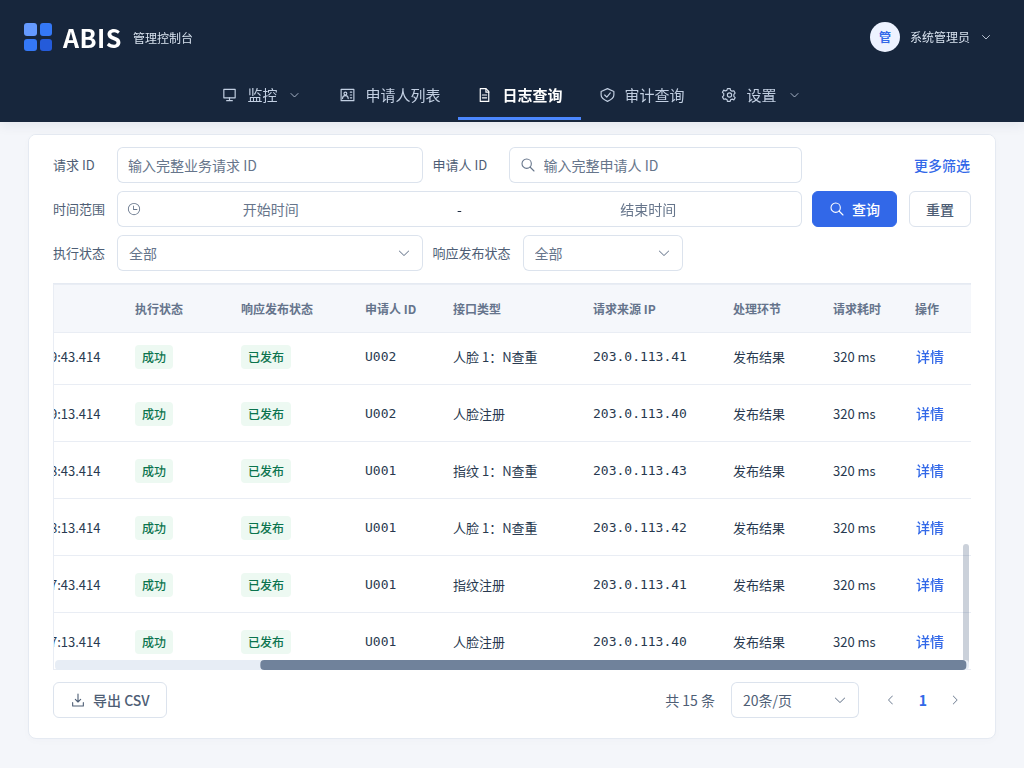 ABIS 管理控制台
管 系统管理员
监控 申请人列表 日志查询 审计查询 设置
请求 ID 输入完整业务请求 ID 申请人 ID 输入完整申请人 ID 更多筛选
时间范围 开始时间 - 结束时间 查询 重置
执行状态 全部 响应发布状态 全部
执行状态 响应发布状态 申请人 ID 接口类型 请求来源 IP 处理环节 请求耗时 操作
:43.414 成功 已发布 U002 人脸 1：N查重 203.0.113.41 发布结果 320 ms 详情
:13.414 成功 已发布 U002 人脸注册 203.0.113.40 发布结果 320 ms 详情
:43.414 成功 已发布 U001 指纹 1：N查重 203.0.113.43 发布结果 320 ms 详情
:13.414 成功 已发布 U001 人脸 1：N查重 203.0.113.42 发布结果 320 ms 详情
:43.414 成功 已发布 U001 指纹注册 203.0.113.41 发布结果 320 ms 详情
:13.414 成功 已发布 U001 人脸注册 203.0.113.40 发布结果 320 ms 详情
导出 CSV 共 15 条 20条/页 1